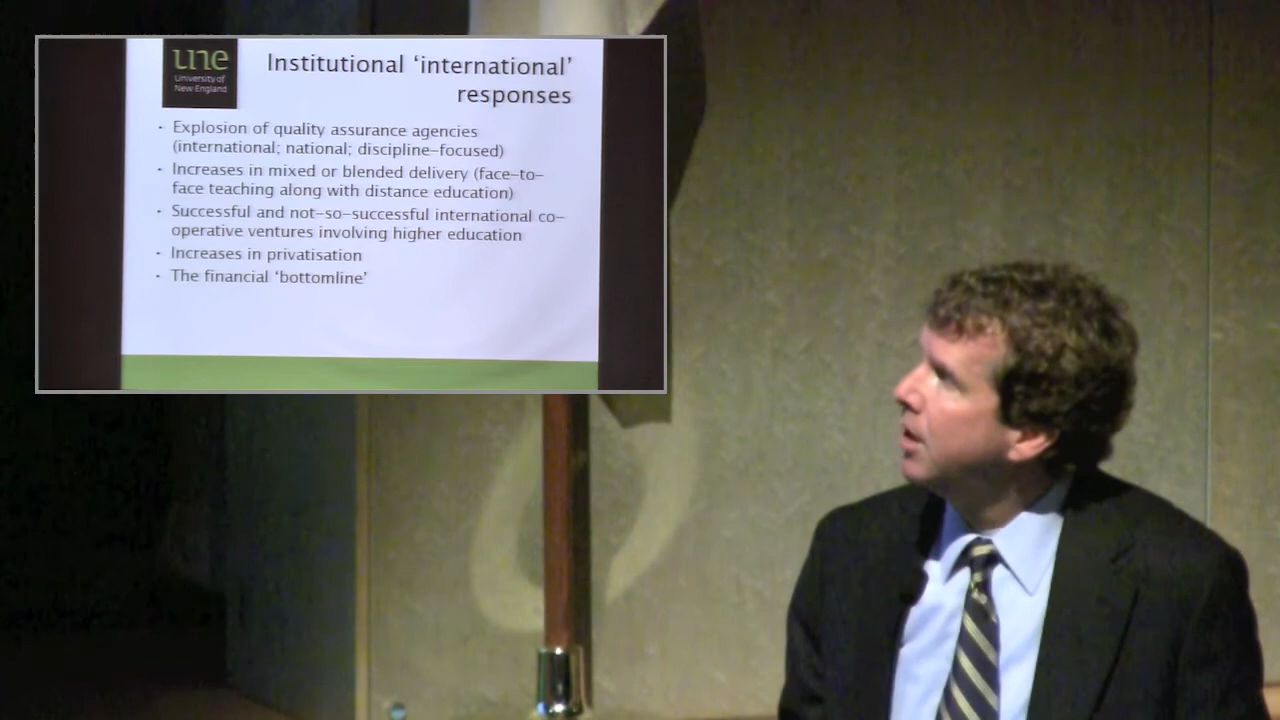 une
University of
New England
Institutional ‘international’
responses
· Explosion of quality assurance agencies
(international; national; discipline-focused)
· Increases in mixed or blended delivery (face-to-
face teaching along with distance education)
· Successful and not-so-successful international co-
operative ventures involving higher education
· Increases in privatisation
· The financial ‘bottomline’